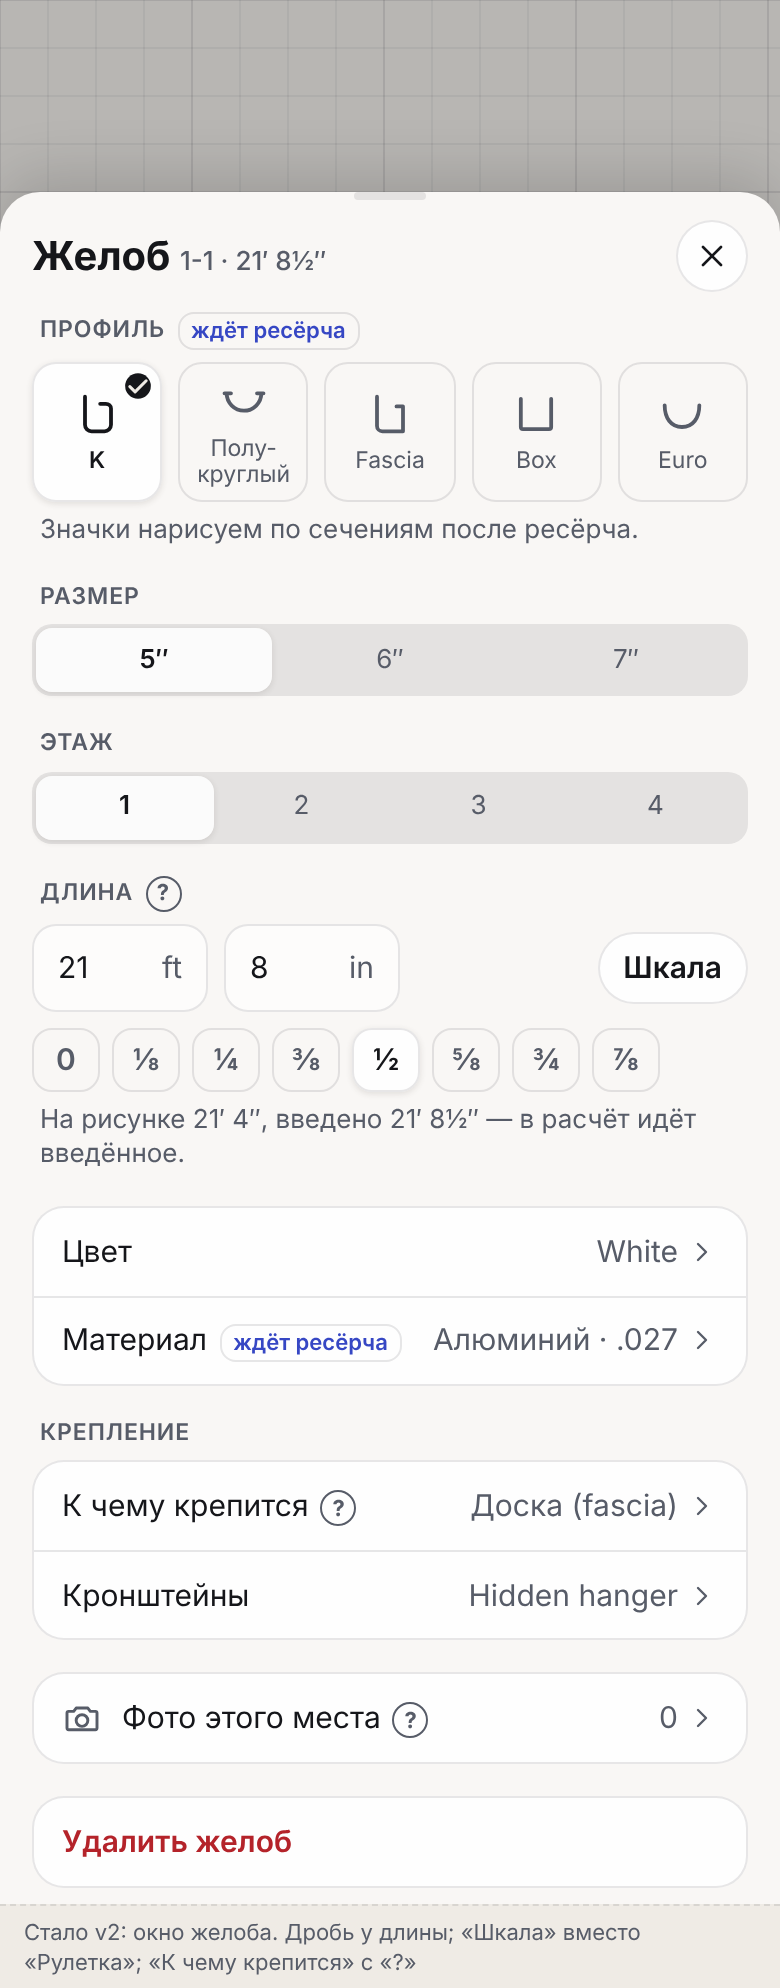 Желоб 1-1 · 21′ 8½″
ПРОФИЛЬ ждёт ресёрча
K
Полу-
круглый
Fascia
Box
Euro
Значки нарисуем по сечениям после ресёрча.
РАЗМЕР
5″ 6″ 7″
ЭТАЖ
1 2 3 4
ДЛИНА ?
21 ft 8 in Шкала
0 ⅛ ¼ ⅜ ½ ⅝ ¾ ⅞
На рисунке 21′ 4″, введено 21′ 8½″ — в расчёт идёт
введённое.
Цвет White
Материал ждёт ресёрча Алюминий · .027
КРЕПЛЕНИЕ
К чему крепится ? Доска (fascia)
Кронштейны Hidden hanger
Фото этого места ? 0
Удалить желоб
Стало v2: окно желоба. Дробь у длины; «Шкала» вместо
«Рулетка»; «К чему крепится» с «?»